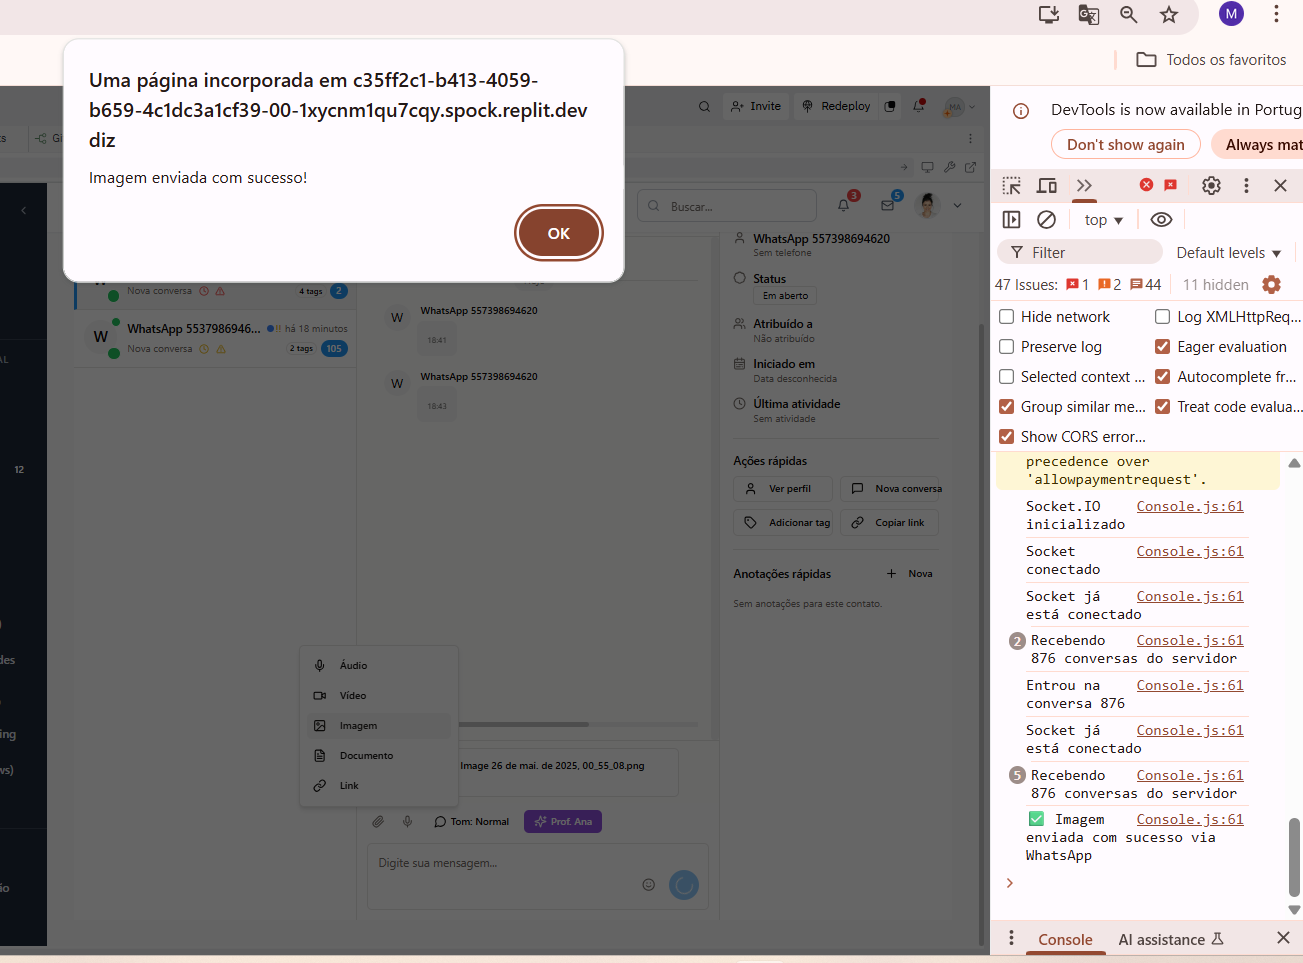 M
Todos os favoritos
Uma página incorporada em c35ff2c1-b413-4059-
b659-4c1dc3a1cf39-00-1xycnm1qu7cqy.spock.replit.dev
diz
Imagem enviada com sucesso!
OK
Invite
Redeploy
MA
Buscar...
3
5
Nova conversa
4 tags
2
W
WhatsApp 5537986946...
!! há 18 minutos
Nova conversa
2 tags
105
12
des
ing
ws)
W
WhatsApp 557398694620
18:41
W
WhatsApp 557398694620
18:43
WhatsApp 557398694620
Sem telefone
Status
Em aberto
Atribuído a
Não atribuído
Iniciado em
Data desconhecida
Última atividade
Sem atividade
Ações rápidas
Ver perfil
Nova conversa
Adicionar tag
Copiar link
Anotações rápidas
Nova
Sem anotações para este contato.
Áudio
Vídeo
Imagem
Documento
Link
Image 26 de mai. de 2025, 00_55_08.png
Tom: Normal
Prof. Ana
Digite sua mensagem...
DevTools is now available in Portug
Don't show again
Always mat
top
Filter
Default levels
47 Issues:
1
2
44
11 hidden
Hide network
Log XMLHttpReq...
Preserve log
Eager evaluation
Selected context ...
Autocomplete fr...
Group similar me...
Treat code evalua...
Show CORS error...
precedence over
'allowpaymentrequest'.
Socket.IO Console.js:61
inicializado
Socket Console.js:61
conectado
Socket já Console.js:61
está conectado
2 Recebendo Console.js:61
876 conversas do servidor
Entrou na Console.js:61
conversa 876
Socket já Console.js:61
está conectado
5 Recebendo Console.js:61
876 conversas do servidor
✅ Imagem Console.js:61
enviada com sucesso via
WhatsApp
Console
AI assistance